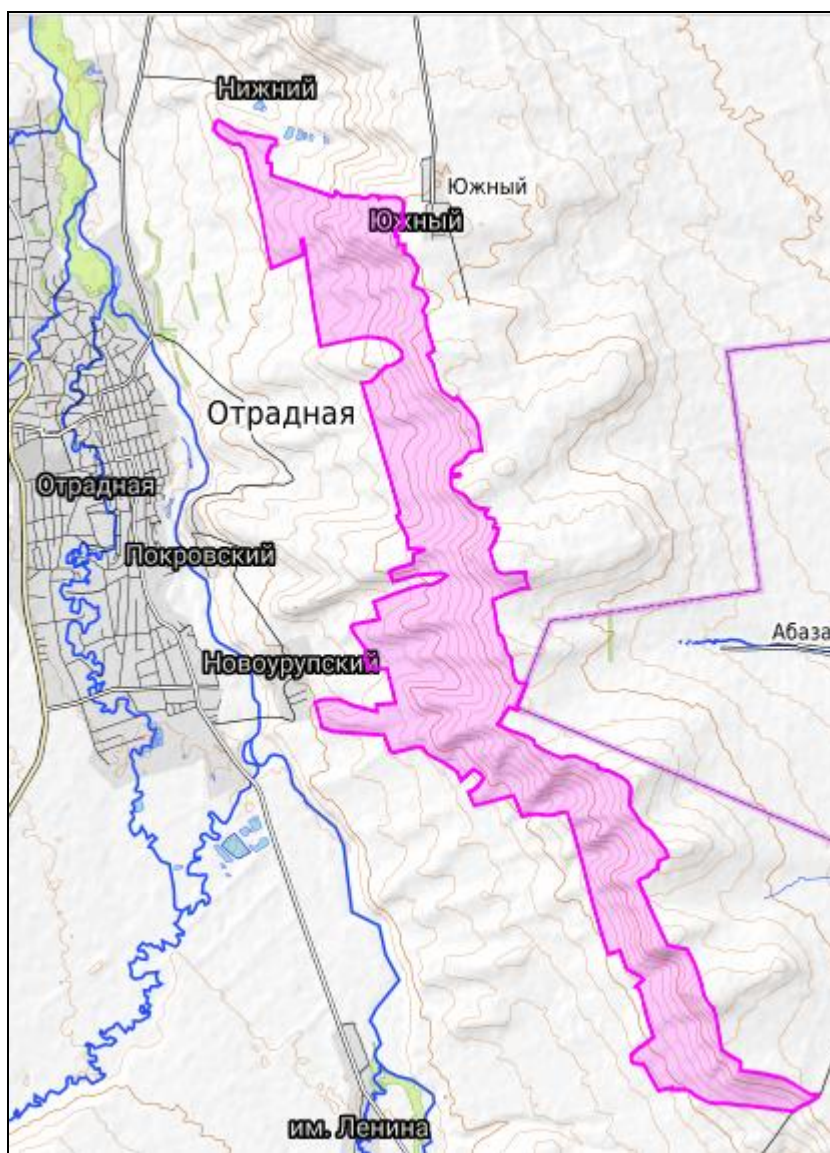 Нижний
Южный
Южный
Отрадная
Отрадная
Покровский
Абаза
Новоурупский
им. Ленина